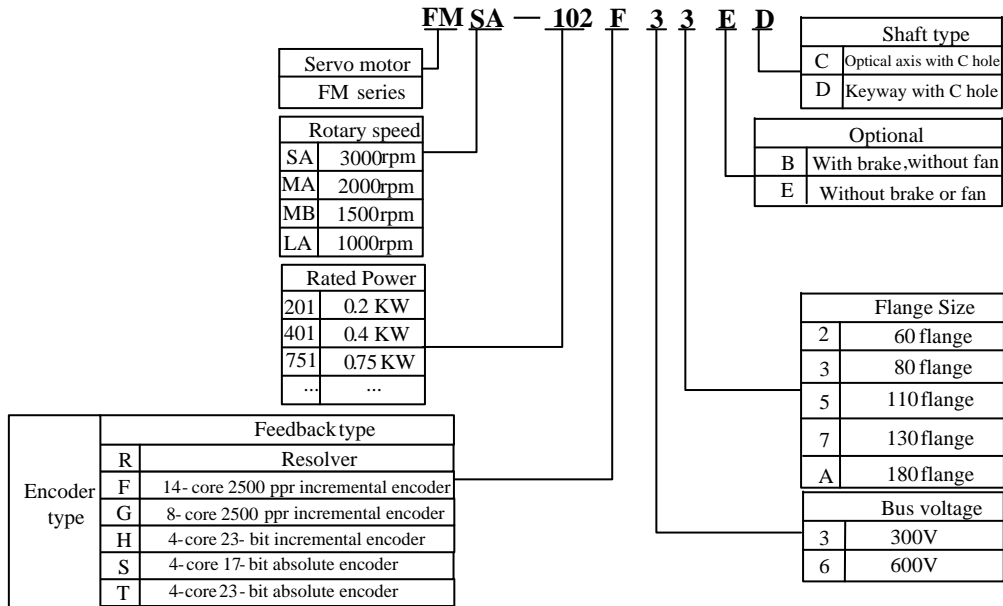 FM SA — 102 F 3 3 E D
Servo motor
FM series
Rotary speed
SA 3000rpm
MA 2000rpm
MB 1500rpm
LA 1000rpm
Rated Power
201 0.2 KW
401 0.4 KW
751 0.75 KW
... ...
Encoder type
Feedback type
R Resolver
F 14-core 2500 ppr incremental encoder
G 8-core 2500 ppr incremental encoder
H 4-core 23-bit incremental encoder
S 4-core 17-bit absolute encoder
T 4-core 23-bit absolute encoder
Shaft type
C Optical axis with C hole
D Keyway with C hole
Optional
B With brake,without fan
E Without brake or fan
Flange Size
2 60 flange
3 80 flange
5 110 flange
7 130 flange
A 180 flange
Bus voltage
3 300V
6 600V